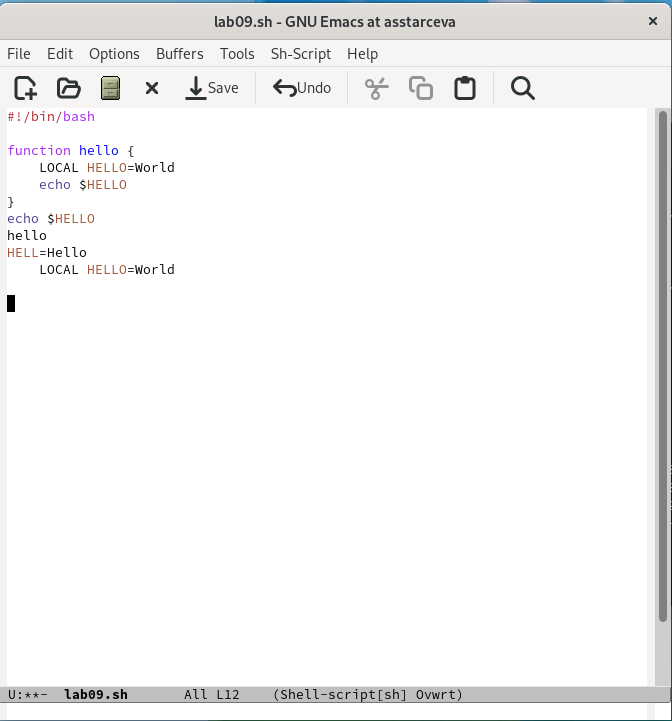 lab09.sh - GNU Emacs at asstarceva
File Edit Options Buffers Tools Sh-Script Help
Save Undo
#!/bin/bash
function hello {
    LOCAL HELLO=World
    echo $HELLO
}
echo $HELLO
hello
HELL=Hello
    LOCAL HELLO=World
U:**-  lab09.sh       All L12    (Shell-script[sh] Ovwrt)